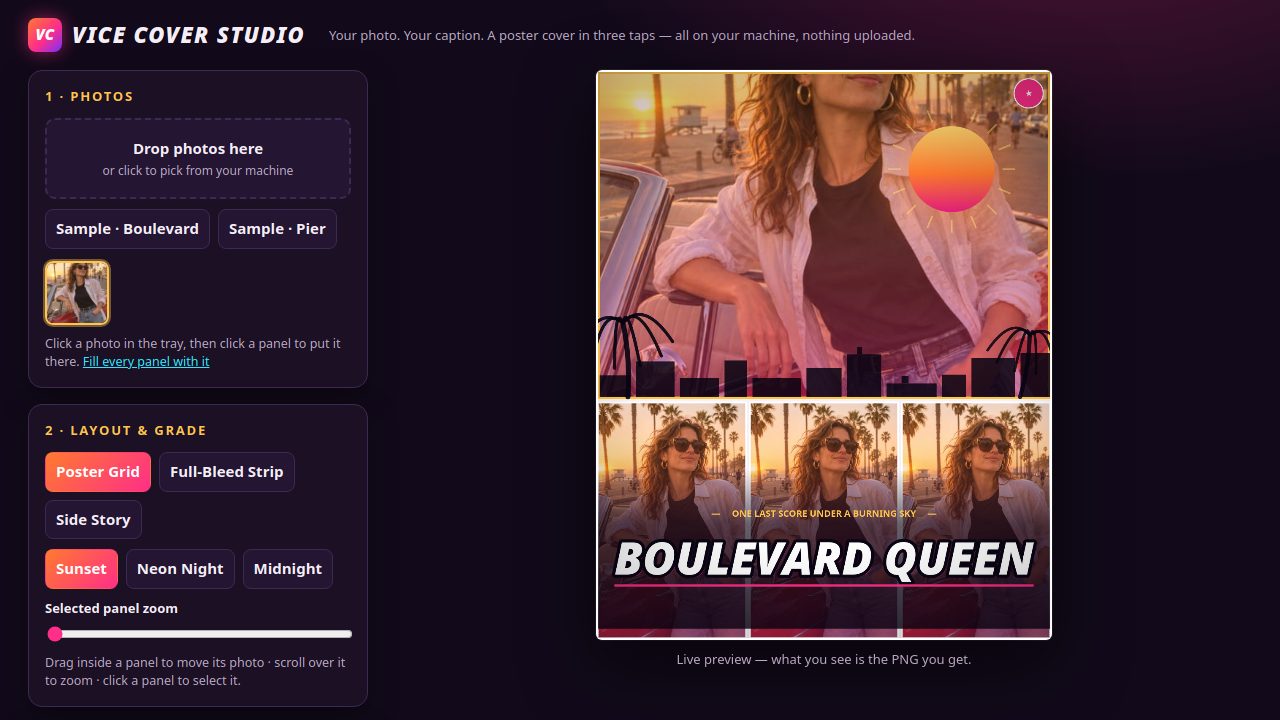 VC
VICE COVER STUDIO
Your photo. Your caption. A poster cover in three taps — all on your machine, nothing uploaded.
1 · PHOTOS
Drop photos here
or click to pick from your machine
Sample · Boulevard
Sample · Pier
Click a photo in the tray, then click a panel to put it
there. Fill every panel with it
2 · LAYOUT & GRADE
Poster Grid
Full-Bleed Strip
Side Story
Sunset
Neon Night
Midnight
Selected panel zoom
Drag inside a panel to move its photo · scroll over it
to zoom · click a panel to select it.
— ONE LAST SCORE UNDER A BURNING SKY —
BOULEVARD QUEEN
Live preview — what you see is the PNG you get.